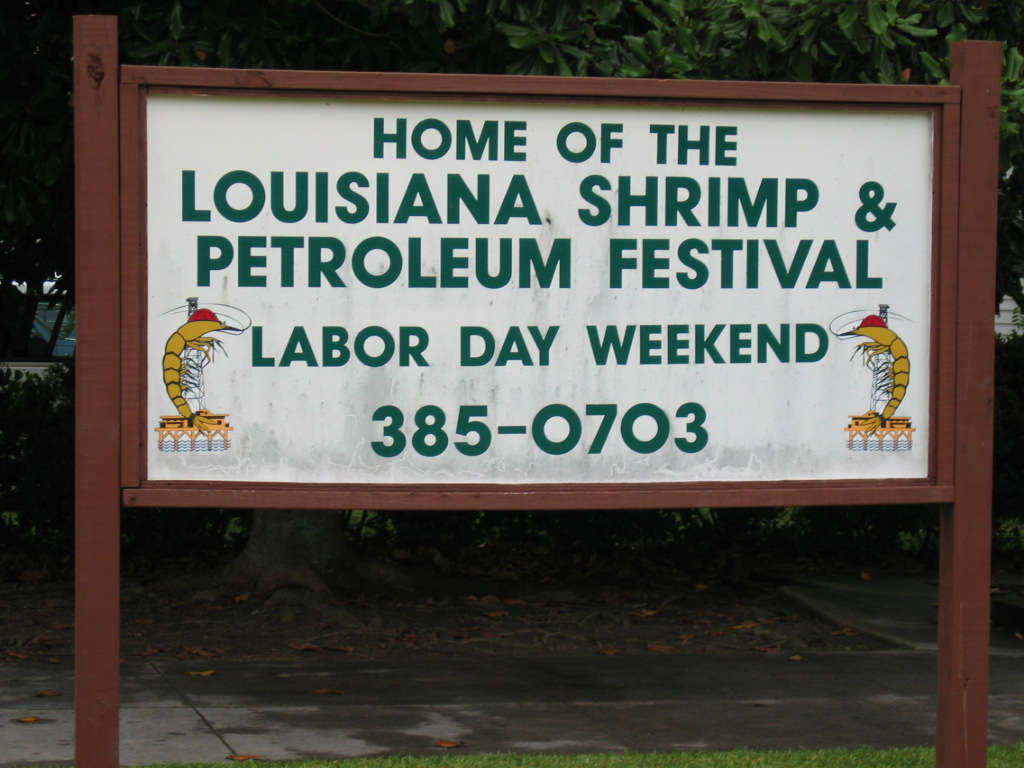 HOME OF THE
LOUISIANA SHRIMP &
PETROLEUM FESTIVAL
LABOR DAY WEEKEND
385-0703